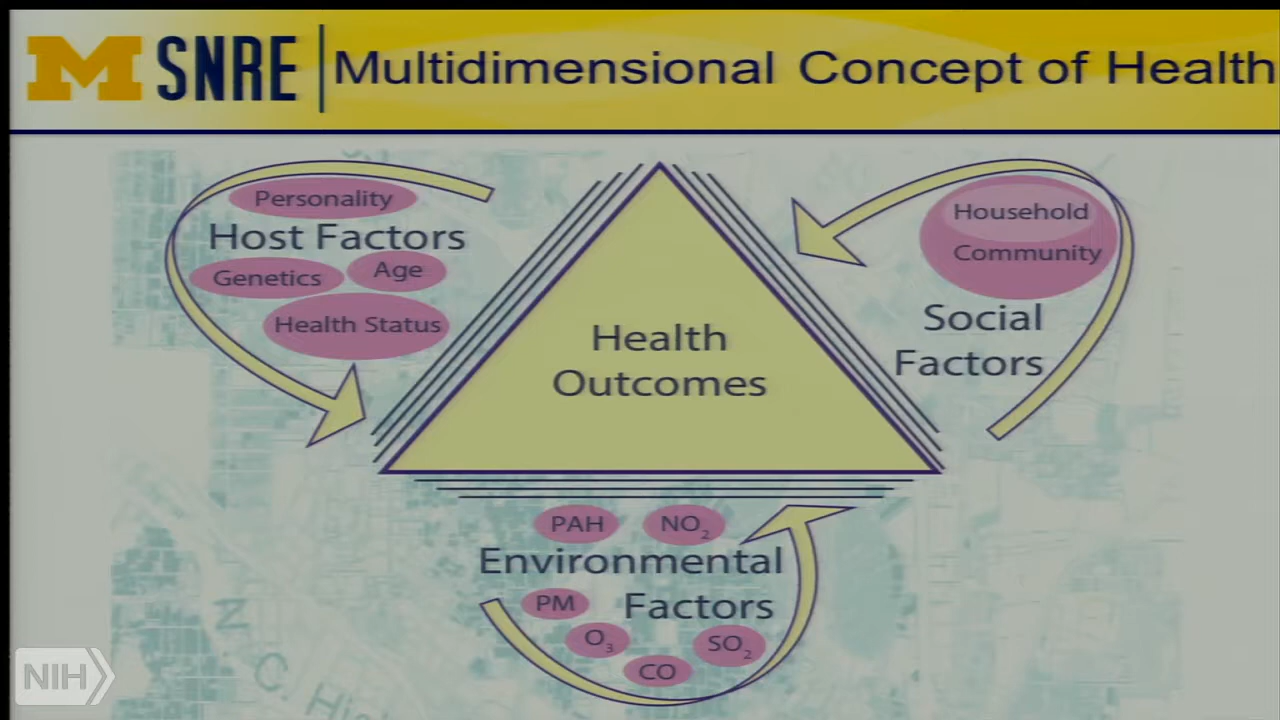 M SNRE | Multidimensional Concept of Health
Personality
Host Factors
Genetics
Age
Health Status
Health
Outcomes
Household
Community
Social
Factors
PAH
NO₂
Environmental
PM
Factors
O₃
SO₂
CO
N
C.
NIH